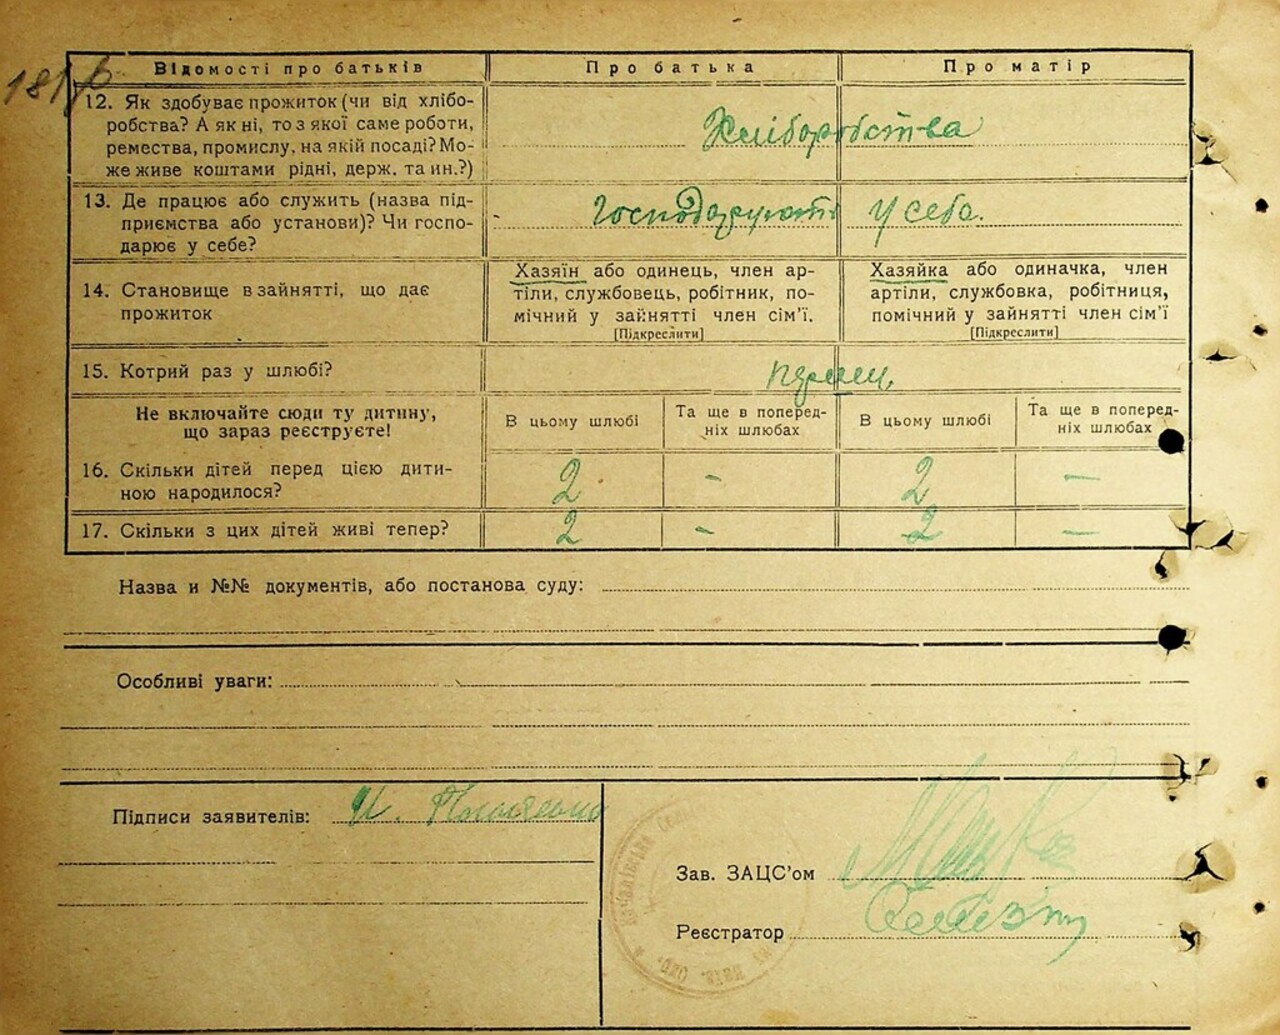 181
Відомості про батьків
Про батька
Про матір
12. Як здобуває прожиток (чи від хлібо-
робства? А як ні, то з якої саме роботи,
ремества, промислу, на якій посаді? Мо-
же живе коштами рідні, держ. та ин.?)
Хліборобства
13. Де працює або служить (назва під-
приємства або установи)? Чи госпо-
дарює у себе?
Господарують у себе.
14. Становище в зайнятті, що дає
прожиток
Хазяїн або одинець, член ар-
тіли, службовець, робітник, по-
мічний у зайнятті член сім'ї.
[Підкреслити]
Хазяйка або одиначка, член
артіли, службовка, робітниця,
помічний у зайнятті член сім'ї
[Підкреслити]
15. Котрий раз у шлюбі?
Не включайте сюди ту дитину,
що зараз реєструєте!
В цьому шлюбі
Та ще в поперед-
ніх шлюбах
В цьому шлюбі
Та ще в поперед-
ніх шлюбах
16. Скільки дітей перед цією дити-
ною народилося?
2 - 2 —
17. Скільки з цих дітей живі тепер?
2 - 2 —
Назва и №№ документів, або постанова суду:
Особливі уваги:
Підписи заявителів:
Зав. ЗАЦС'ом
Реєстратор